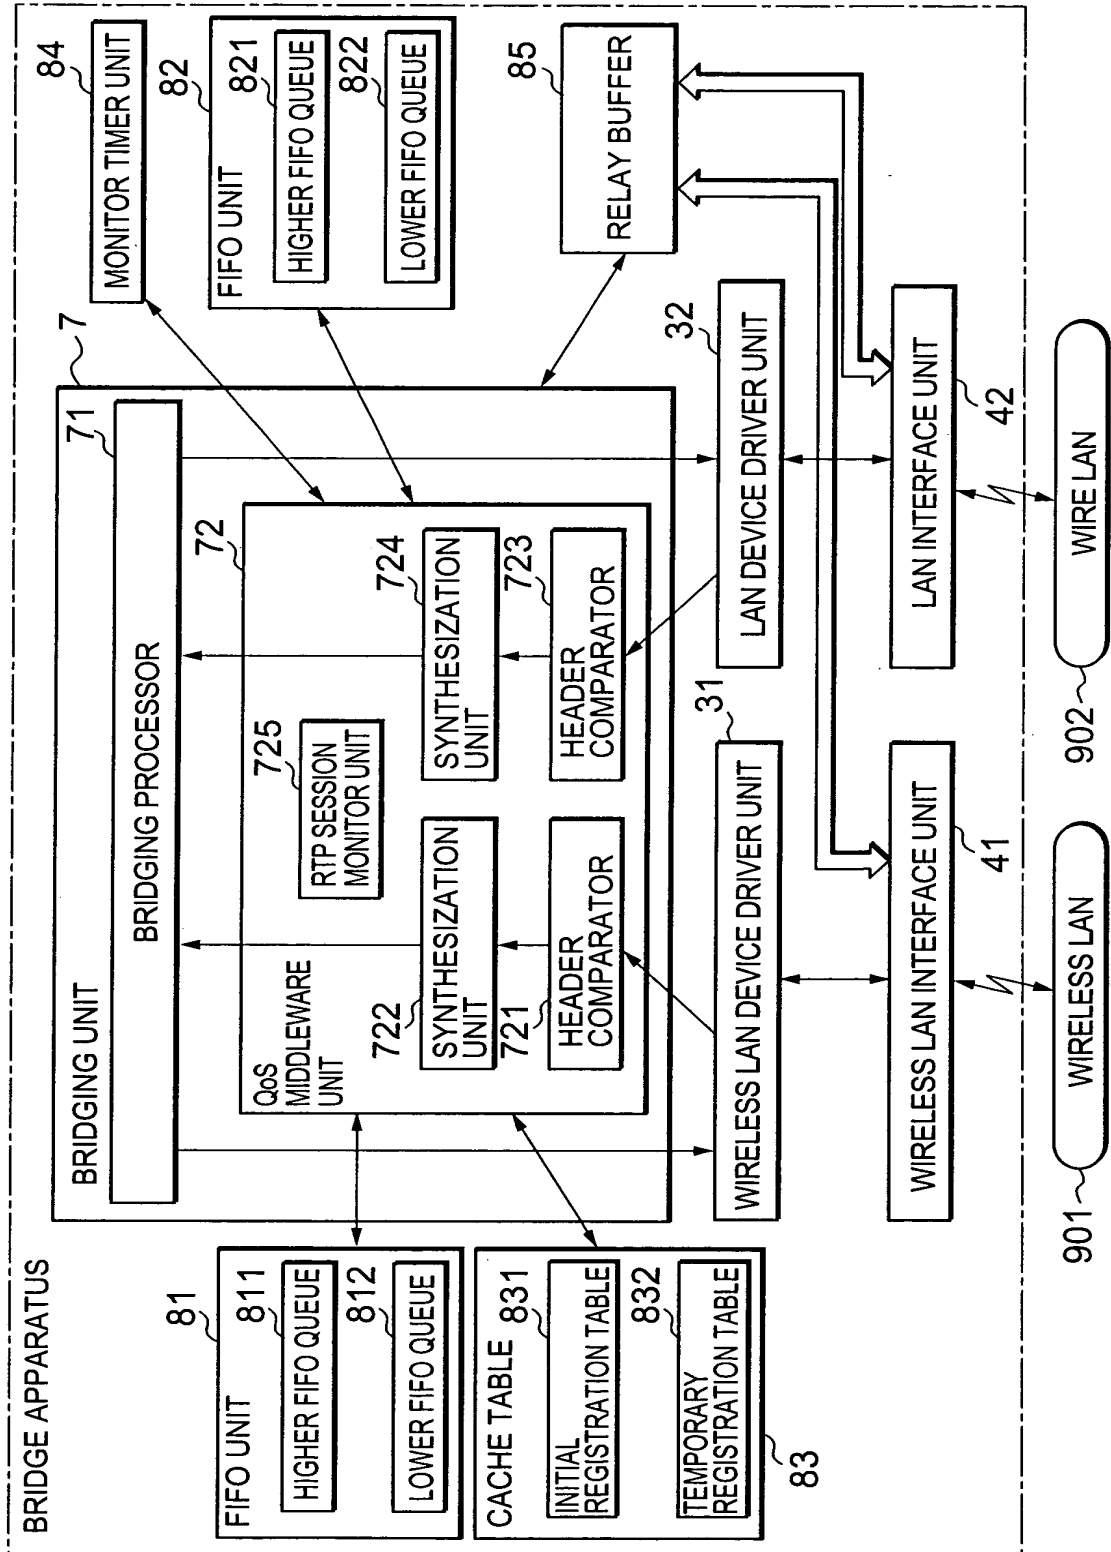 BRIDGE APPARATUS
BRIDGING UNIT
7
BRIDGING PROCESSOR
71
84
MONITOR TIMER UNIT
81
FIFO UNIT
811
HIGHER FIFO QUEUE
812
LOWER FIFO QUEUE
QoS
MIDDLEWARE
UNIT
72
725
RTP SESSION
MONITOR UNIT
722
SYNTHESIZATION
UNIT
724
SYNTHESIZATION
UNIT
721
HEADER
COMPARATOR
723
HEADER
COMPARATOR
82
FIFO UNIT
821
HIGHER FIFO QUEUE
822
LOWER FIFO QUEUE
CACHE TABLE
831
INITIAL
REGISTRATION TABLE
832
TEMPORARY
REGISTRATION TABLE
83
85
RELAY BUFFER
31
WIRELESS LAN DEVICE DRIVER UNIT
32
LAN DEVICE DRIVER UNIT
WIRELESS LAN INTERFACE UNIT
41
LAN INTERFACE UNIT
42
901
WIRELESS LAN
902
WIRE LAN